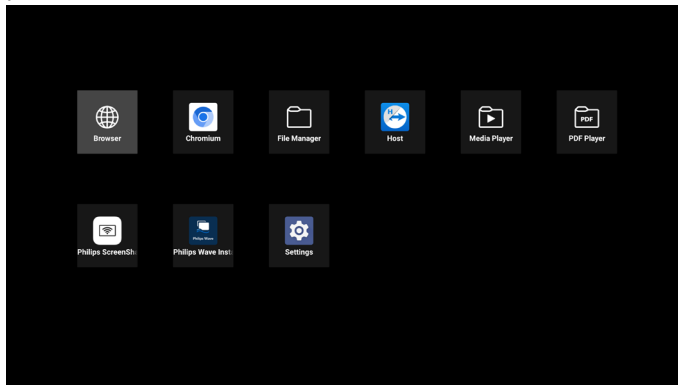 Browser
Chromium
File Manager
H
Host
Media Player
PDF
PDF Player
Philips ScreenSh
Philips Wave
Philips Wave Inst
Settings